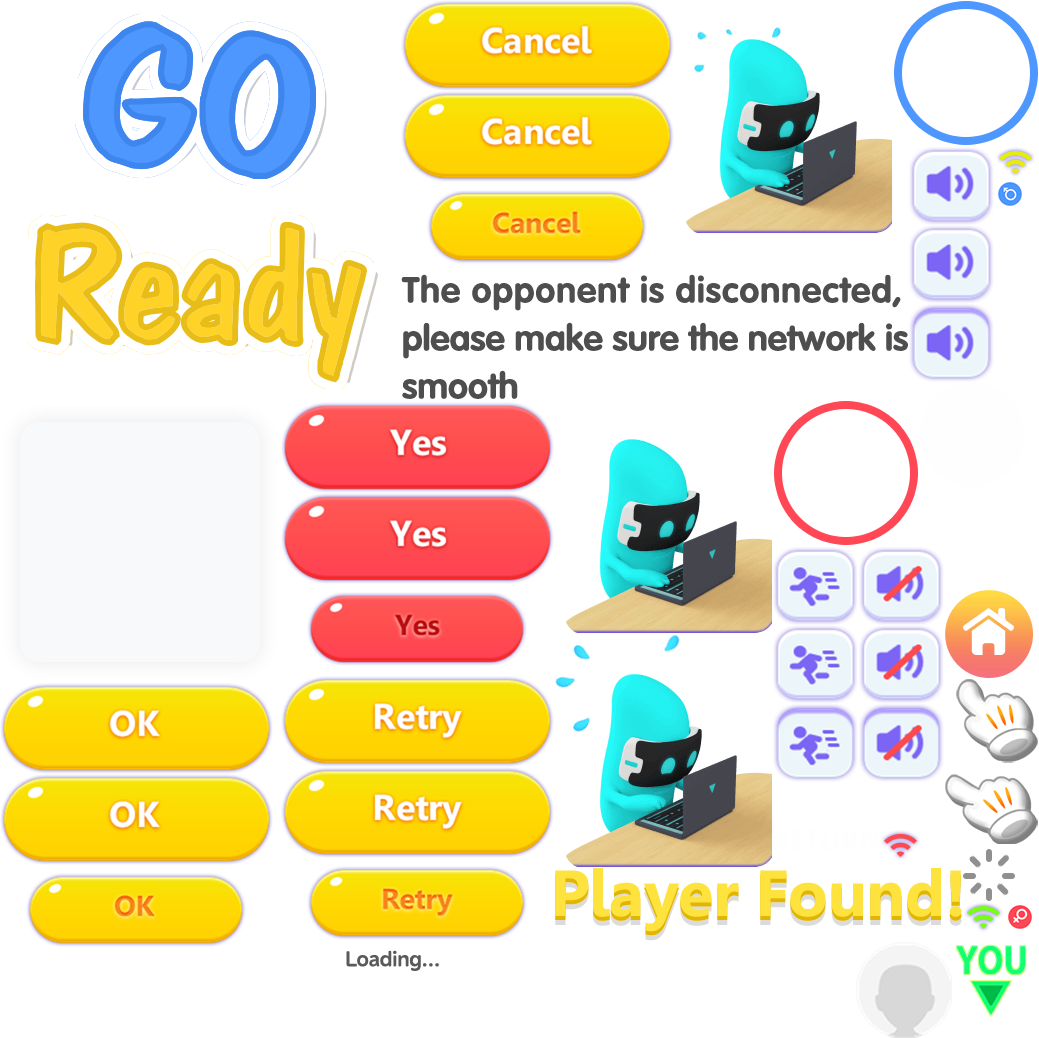 GO
Cancel
Cancel
Cancel
Ready
The opponent is disconnected,
please make sure the network is
smooth
Yes
Yes
Yes
OK
OK
OK
Retry
Retry
Retry
Player Found!
Loading...
YOU